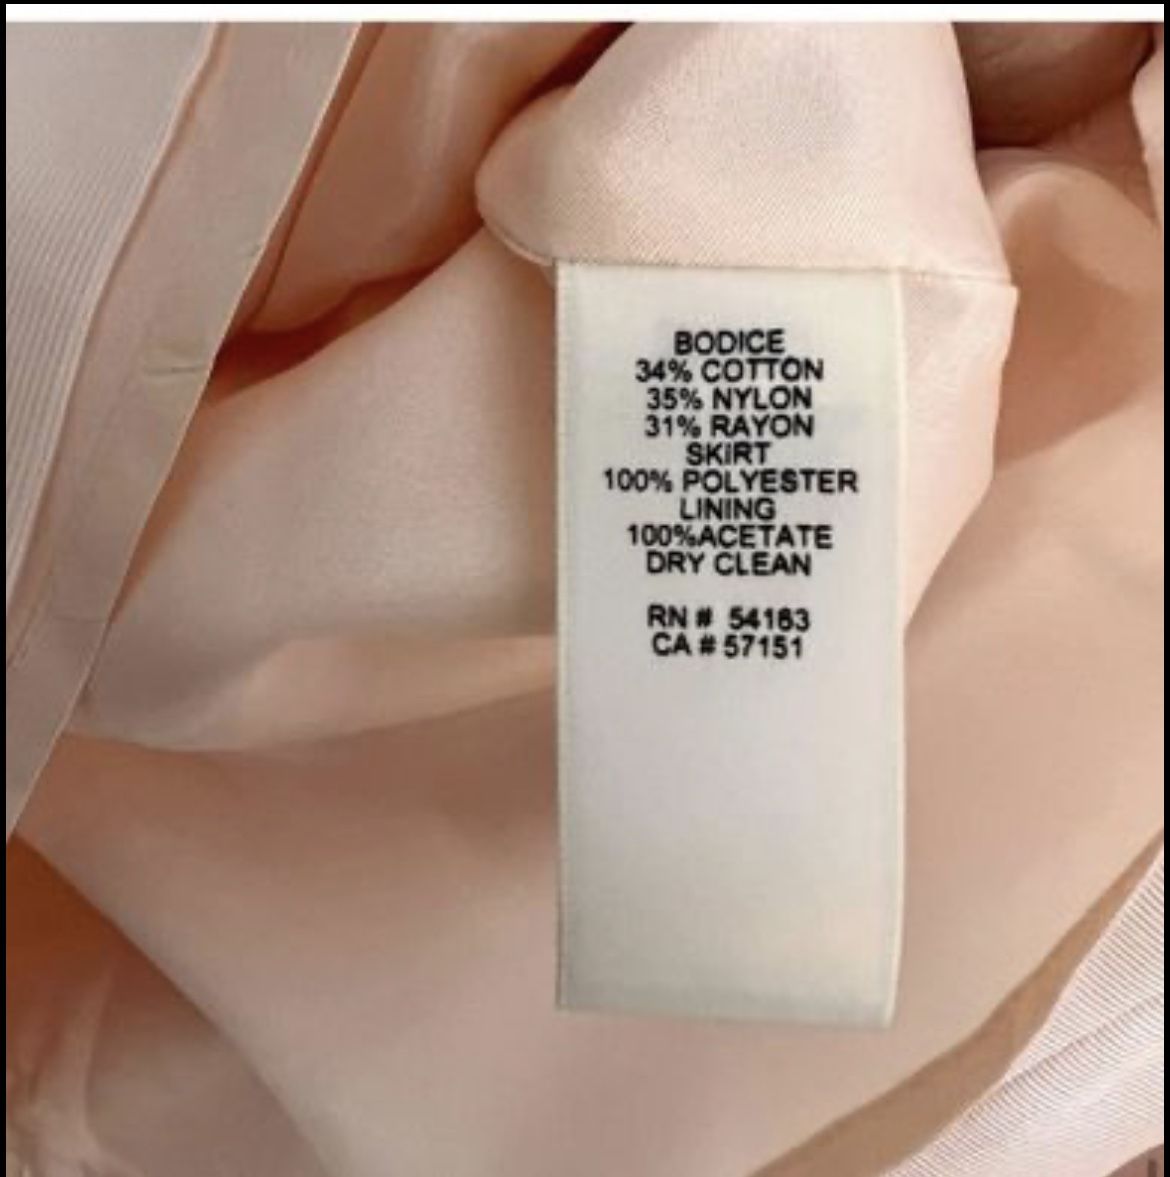 BODICE
34% COTTON
35% NYLON
31% RAYON
SKIRT
100% POLYESTER
LINING
100%ACETATE
DRY CLEAN
RN # 54163
CA # 57151